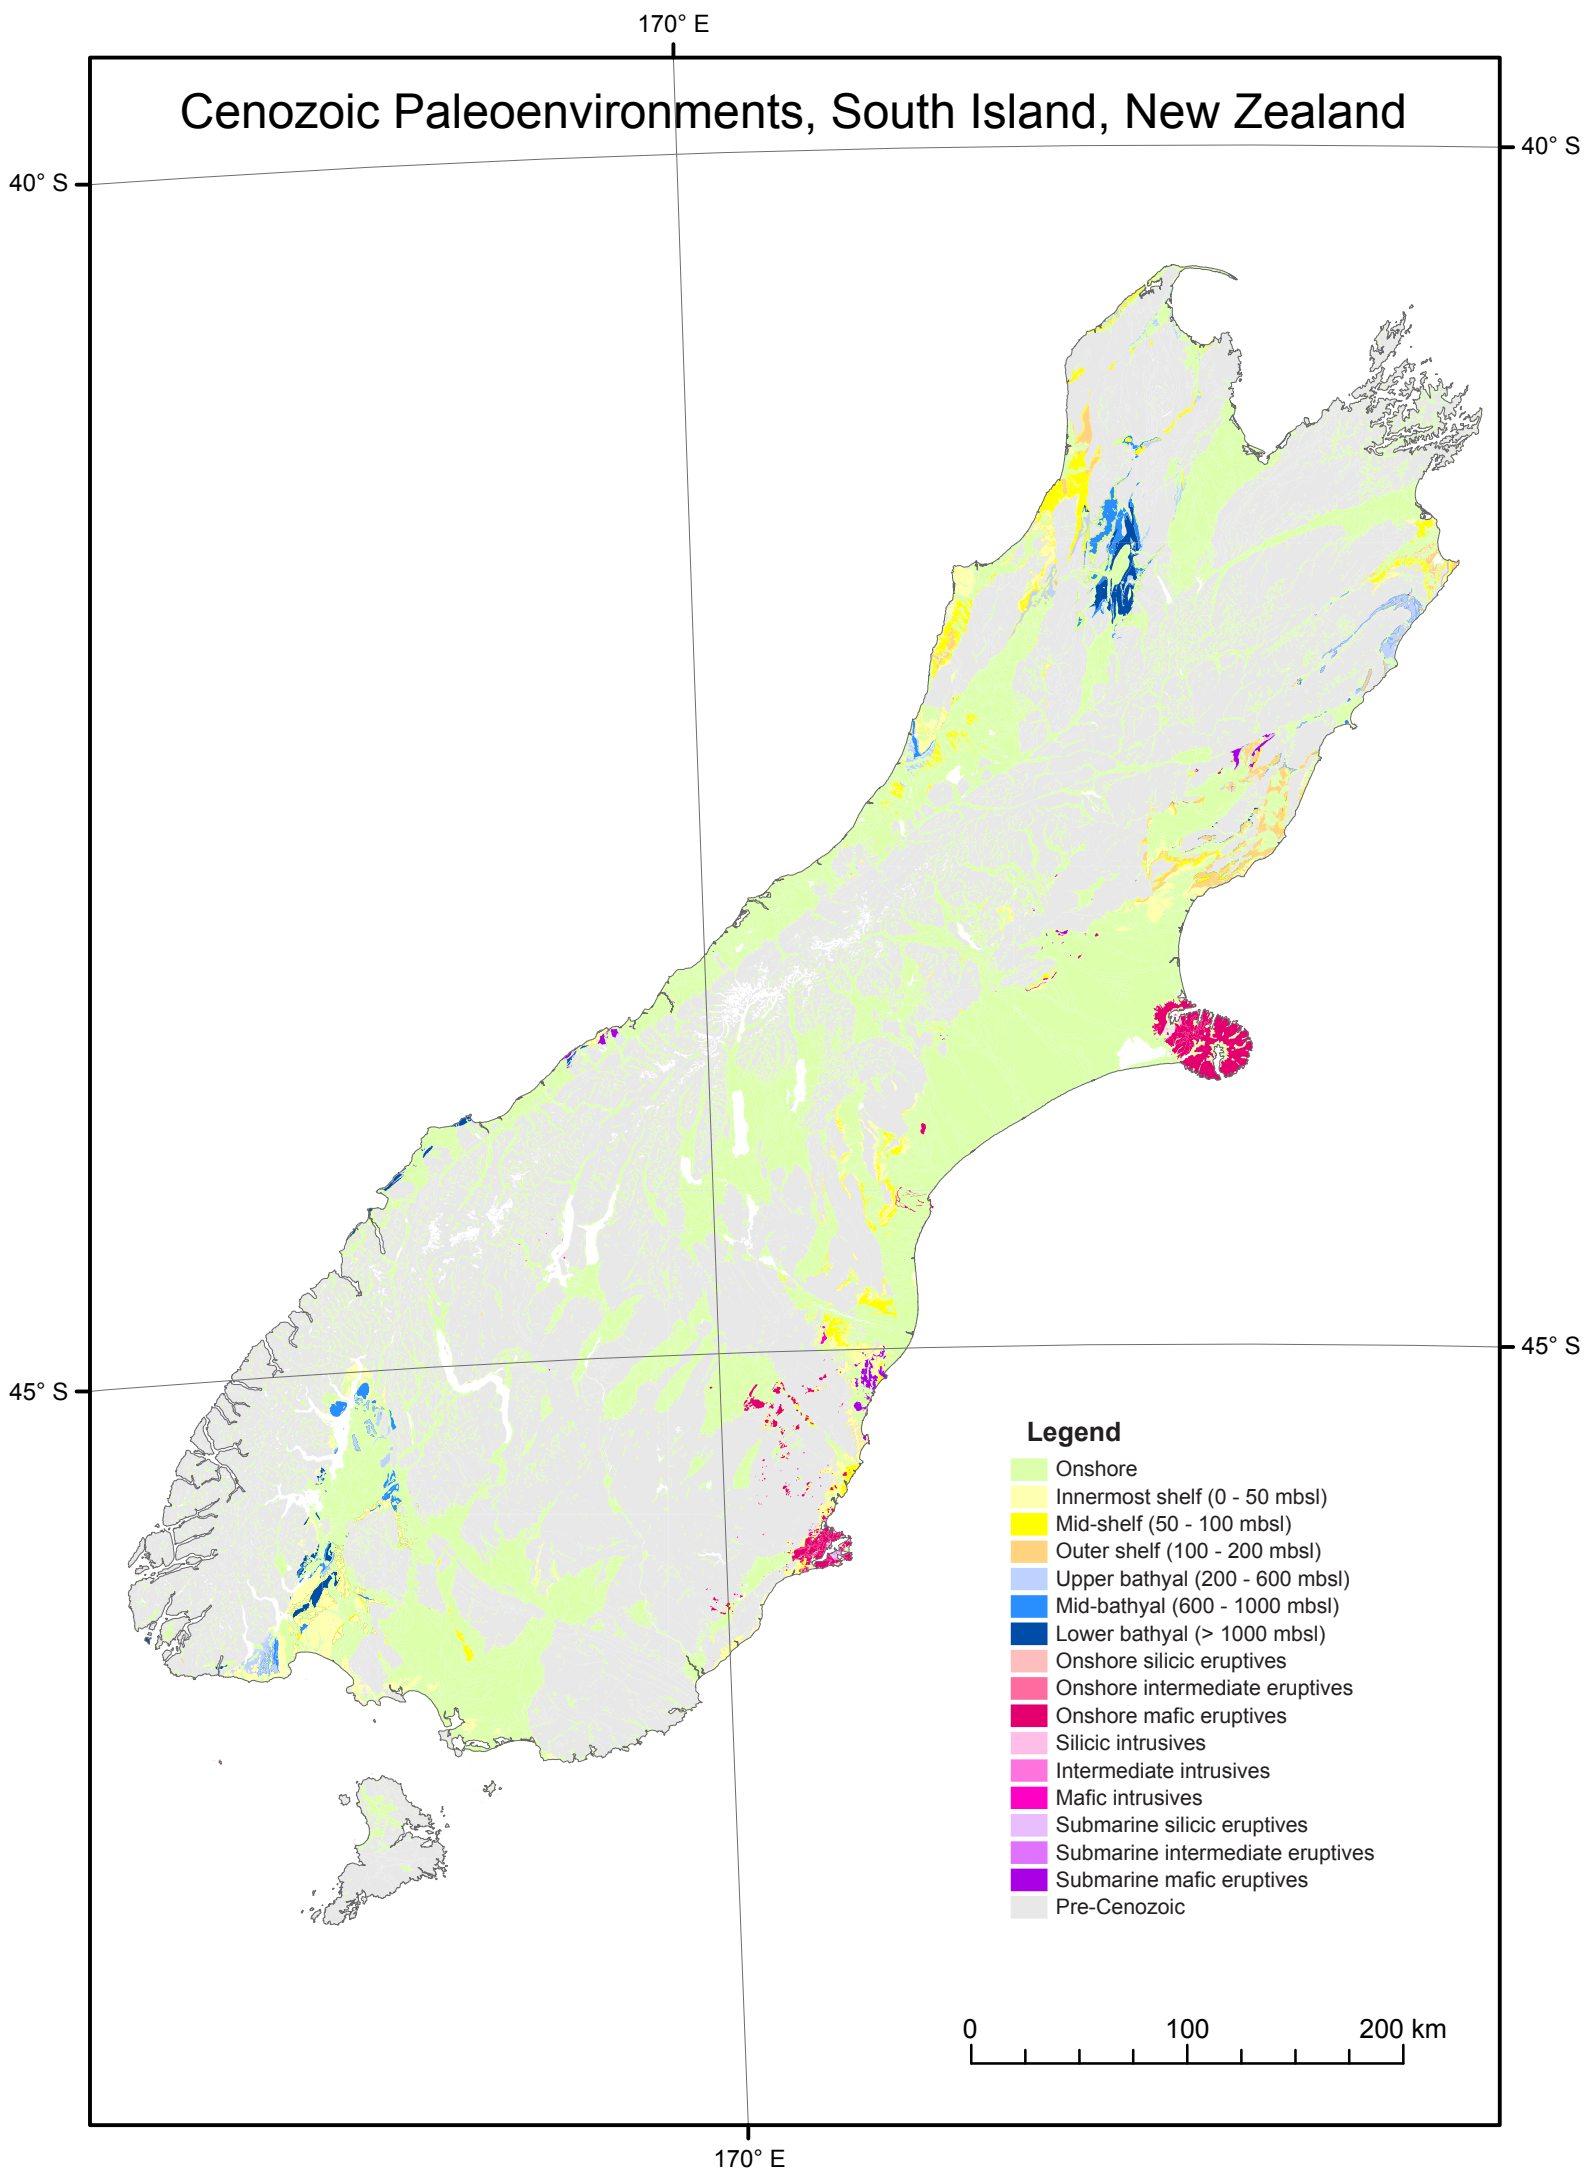 170° E
Cenozoic Paleoenvironments, South Island, New Zealand
40° S
40° S
45° S
45° S
Legend
Onshore
Innermost shelf (0 - 50 mbsl)
Mid-shelf (50 - 100 mbsl)
Outer shelf (100 - 200 mbsl)
Upper bathyal (200 - 600 mbsl)
Mid-bathyal (600 - 1000 mbsl)
Lower bathyal (> 1000 mbsl)
Onshore silicic eruptives
Onshore intermediate eruptives
Onshore mafic eruptives
Silicic intrusives
Intermediate intrusives
Mafic intrusives
Submarine silicic eruptives
Submarine intermediate eruptives
Submarine mafic eruptives
Pre-Cenozoic
0 100 200 km
170° E